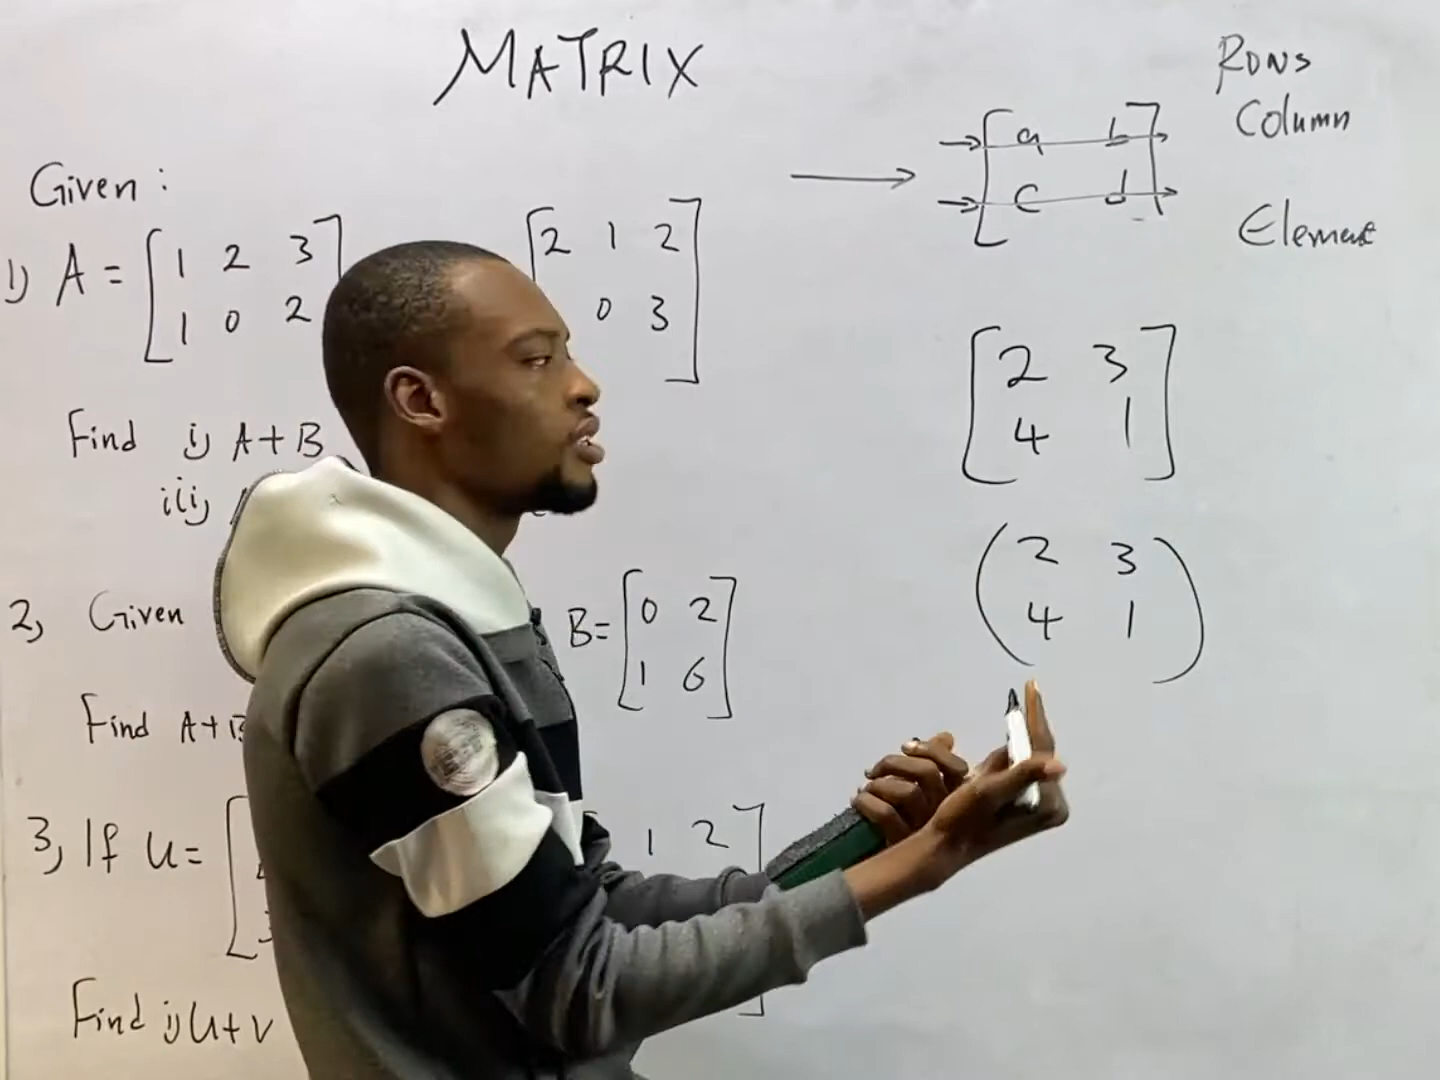 MATRIX
Given :
1) A = [1 2 3
1 0 2
[2 1 2]
0 3]
Find i) A+B
iii)
2, Given
B= [0 2]
[1 6]
Find A+B
3, If U= [
1 2 ]
Find i) U+V
Rows
Column
Element
[a b]
[c d]
[2 3]
[4 1]
(2 3)
(4 1)